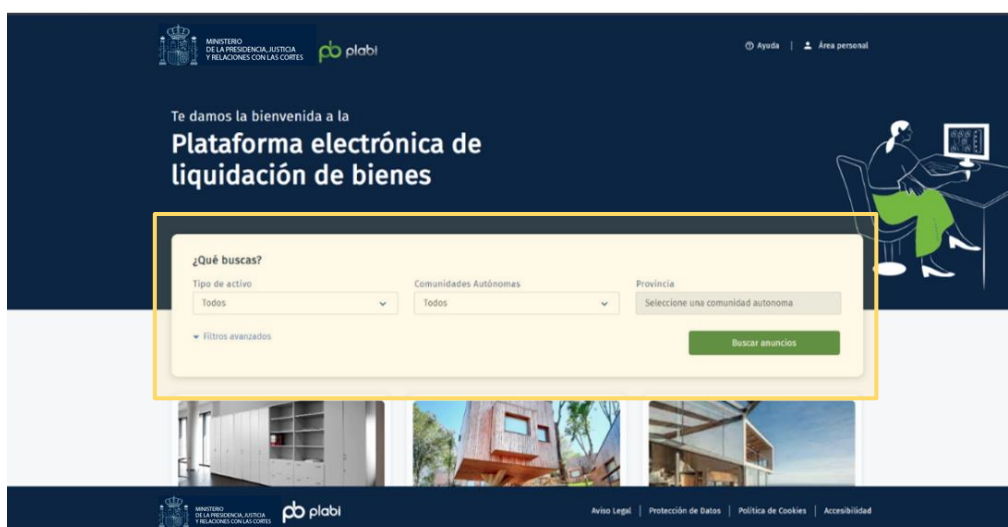 MINISTERIO
DE LA PRESIDENCIA, JUSTICIA
Y RELACIONES CON LAS CORTES
pb plabi
Ayuda | Área personal
Te damos la bienvenida a la
Plataforma electrónica de
liquidación de bienes
¿Qué buscas?
Tipo de activo
Comunidades Autónomas
Provincia
Todos
Todos
Seleccione una comunidad autonoma
Filtros avanzados
Buscar anuncios
MINISTERIO
DE LA PRESIDENCIA, JUSTICIA
Y RELACIONES CON LAS CORTES
pb plabi
Aviso Legal | Protección de Datos | Política de Cookies | Accesibilidad